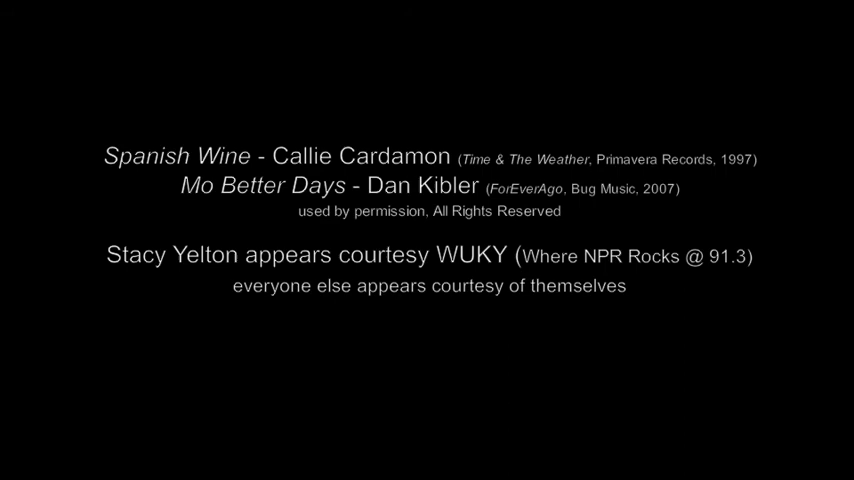 Spanish Wine - Callie Cardamon (Time & The Weather, Primavera Records, 1997)
Mo Better Days - Dan Kibler (ForEverAgo, Bug Music, 2007)
used by permission, All Rights Reserved
Stacy Yelton appears courtesy WUKY (Where NPR Rocks @ 91.3)
everyone else appears courtesy of themselves